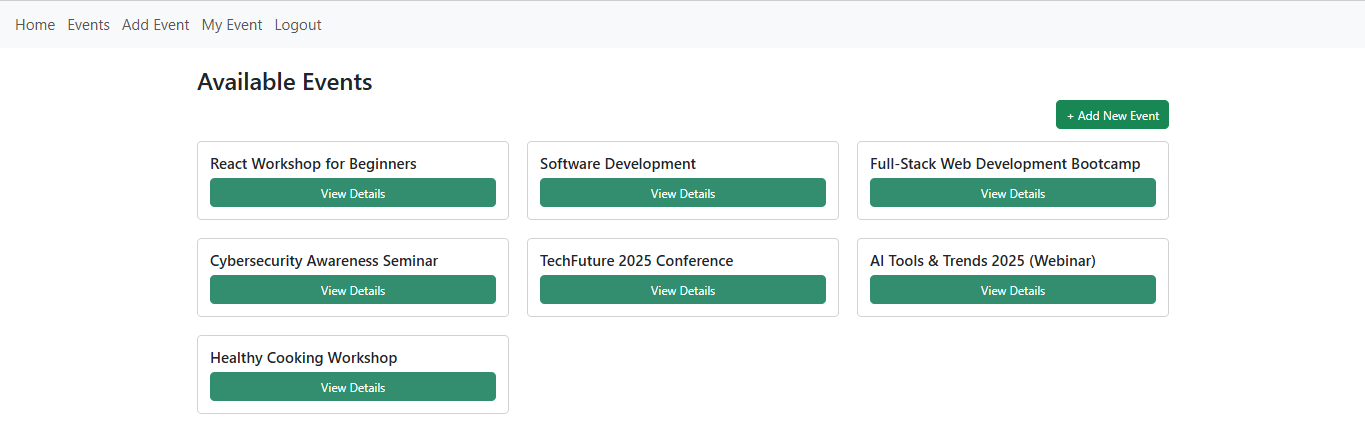 Home Events Add Event My Event Logout
Available Events
+ Add New Event
React Workshop for Beginners
View Details
Software Development
View Details
Full-Stack Web Development Bootcamp
View Details
Cybersecurity Awareness Seminar
View Details
TechFuture 2025 Conference
View Details
AI Tools & Trends 2025 (Webinar)
View Details
Healthy Cooking Workshop
View Details